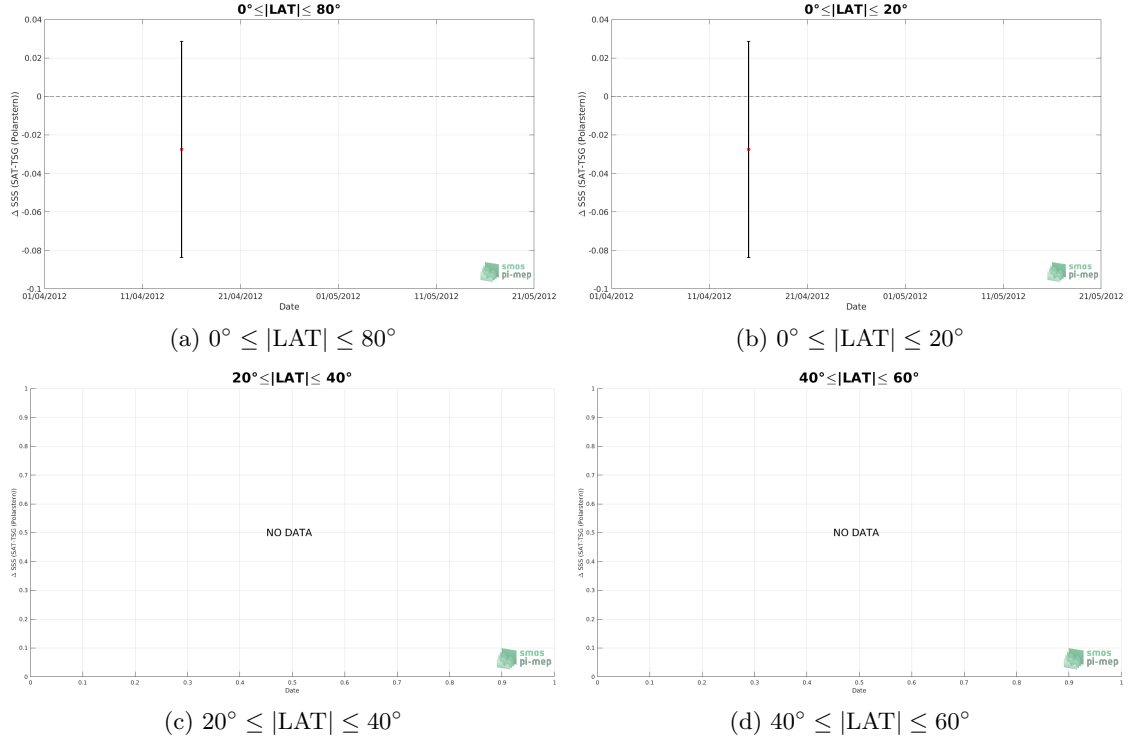 0°≤|LAT|≤ 80°
0.04
0.02
0
-0.02
-0.04
-0.06
-0.08
-0.1
Δ SSS (SAT-TSG (Polarstern))
01/04/2012 11/04/2012 21/04/2012 01/05/2012 11/05/2012 21/05/2012
Date
smos
pi-mep
(a) 0° ≤ |LAT| ≤ 80°
0°≤|LAT|≤ 20°
0.04
0.02
0
-0.02
-0.04
-0.06
-0.08
-0.1
Δ SSS (SAT-TSG (Polarstern))
01/04/2012 11/04/2012 21/04/2012 01/05/2012 11/05/2012 21/05/2012
Date
smos
pi-mep
(b) 0° ≤ |LAT| ≤ 20°
20°≤|LAT|≤ 40°
1
0.9
0.8
0.7
0.6
0.5
0.4
0.3
0.2
0.1
0
Δ SSS (SAT-TSG (Polarstern))
NO DATA
0 0.1 0.2 0.3 0.4 0.5 0.6 0.7 0.8 0.9 1
Date
smos
pi-mep
(c) 20° ≤ |LAT| ≤ 40°
40°≤|LAT|≤ 60°
1
0.9
0.8
0.7
0.6
0.5
0.4
0.3
0.2
0.1
0
Δ SSS (SAT-TSG (Polarstern))
NO DATA
0 0.1 0.2 0.3 0.4 0.5 0.6 0.7 0.8 0.9 1
Date
smos
pi-mep
(d) 40° ≤ |LAT| ≤ 60°